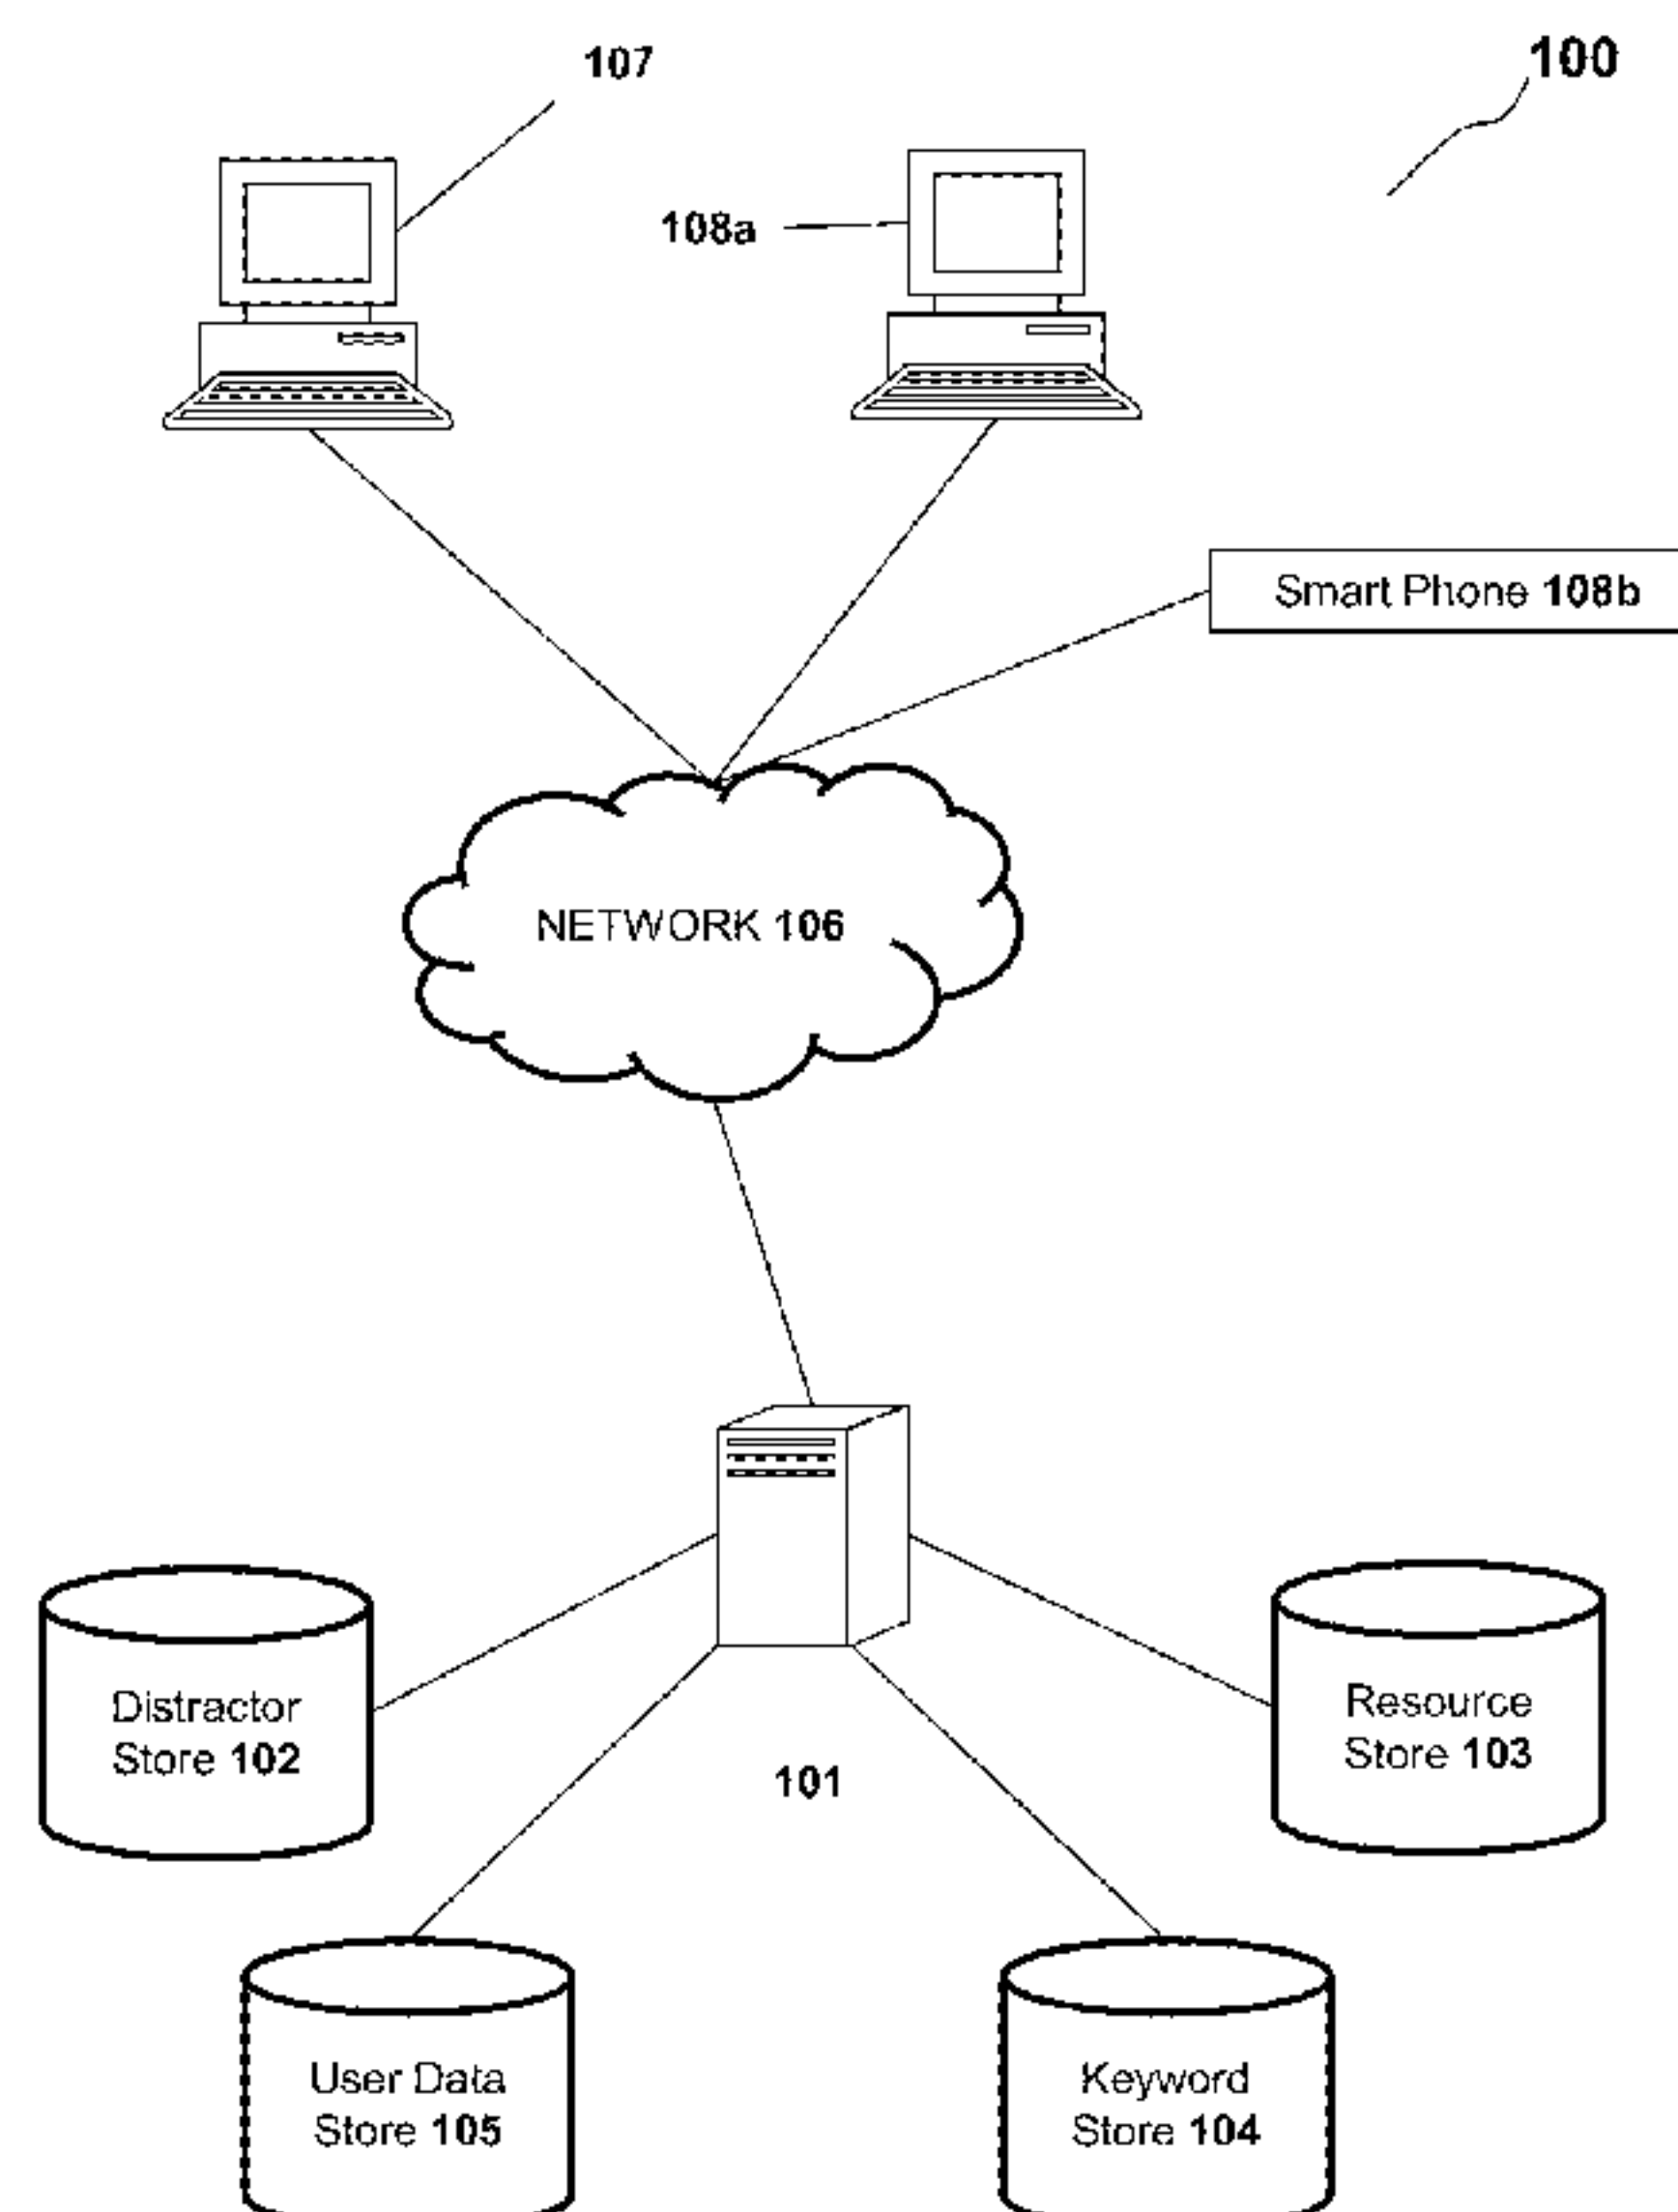 107
100
108a
Smart Phone 108b
NETWORK 106
Distractor
Store 102
Resource
Store 103
101
User Data
Store 105
Keyword
Store 104